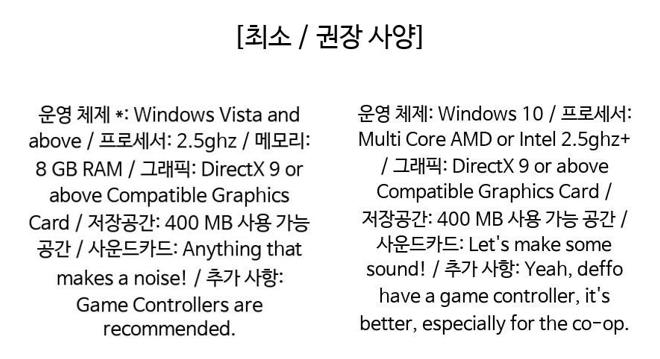 [최소 / 권장 사양]
운영 체제 *: Windows Vista and
above / 프로세서: 2.5ghz / 메모리:
8 GB RAM / 그래픽: DirectX 9 or
above Compatible Graphics
Card / 저장공간: 400 MB 사용 가능
공간 / 사운드카드: Anything that
makes a noise! / 추가 사항:
Game Controllers are
recommended.
운영 체제: Windows 10 / 프로세서:
Multi Core AMD or Intel 2.5ghz+
/ 그래픽: DirectX 9 or above
Compatible Graphics Card /
저장공간: 400 MB 사용 가능 공간 /
사운드카드: Let's make some
sound! / 추가 사항: Yeah, deffo
have a game controller, it's
better, especially for the co-op.